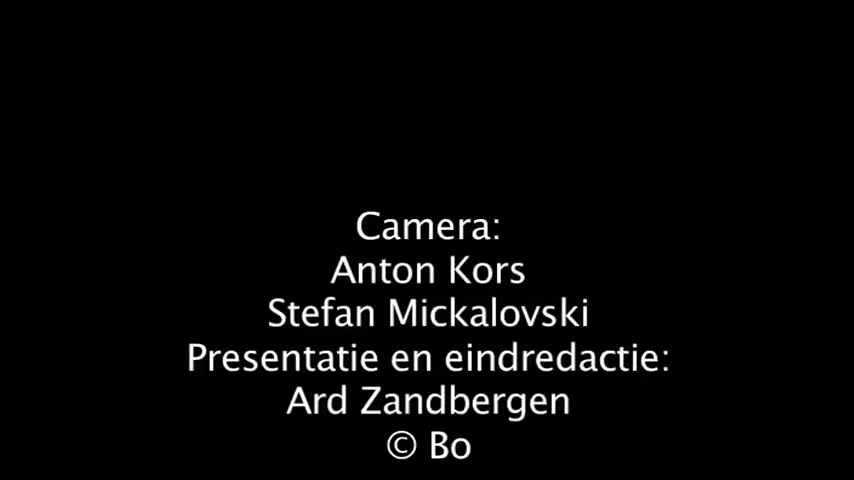 Camera:
Anton Kors
Stefan Mickalovski
Presentatie en eindredactie:
Ard Zandbergen
© Bo